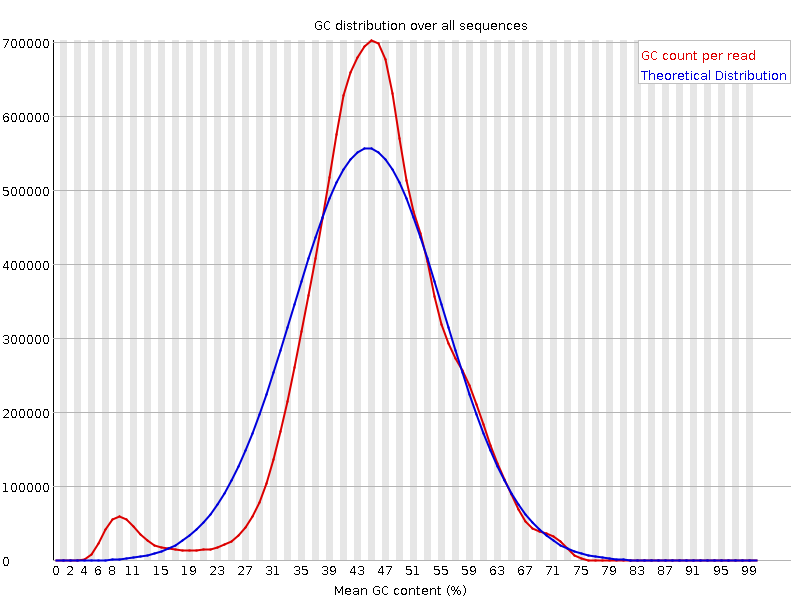 GC distribution over all sequences
GC count per read
Theoretical Distribution
700000
600000
500000
400000
300000
200000
100000
0
0 2 4 6 8 11 15 19 23 27 31 35 39 43 47 51 55 59 63 67 71 75 79 83 87 91 95 99
Mean GC content (%)